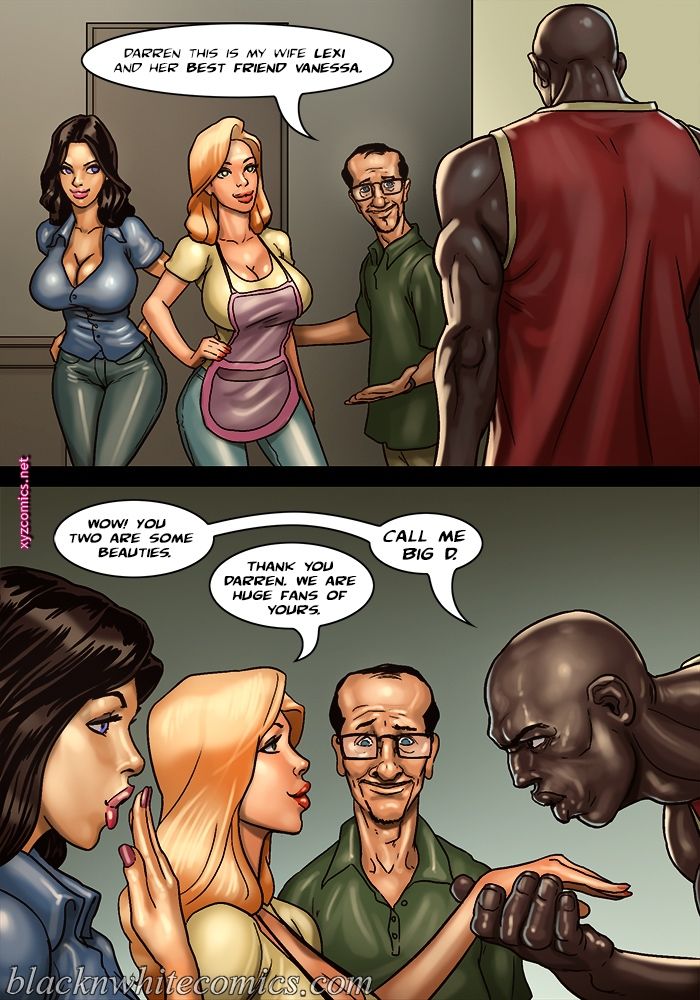 DARREN THIS IS MY WIFE LEXI
AND HER BEST FRIEND VANESSA.
xyzcomics.net
WOW! YOU
TWO ARE SOME
BEAUTIES.
CALL ME
BIG D.
THANK YOU
DARREN. WE ARE
HUGE FANS OF
YOURS.
blacknwhitecomics.com